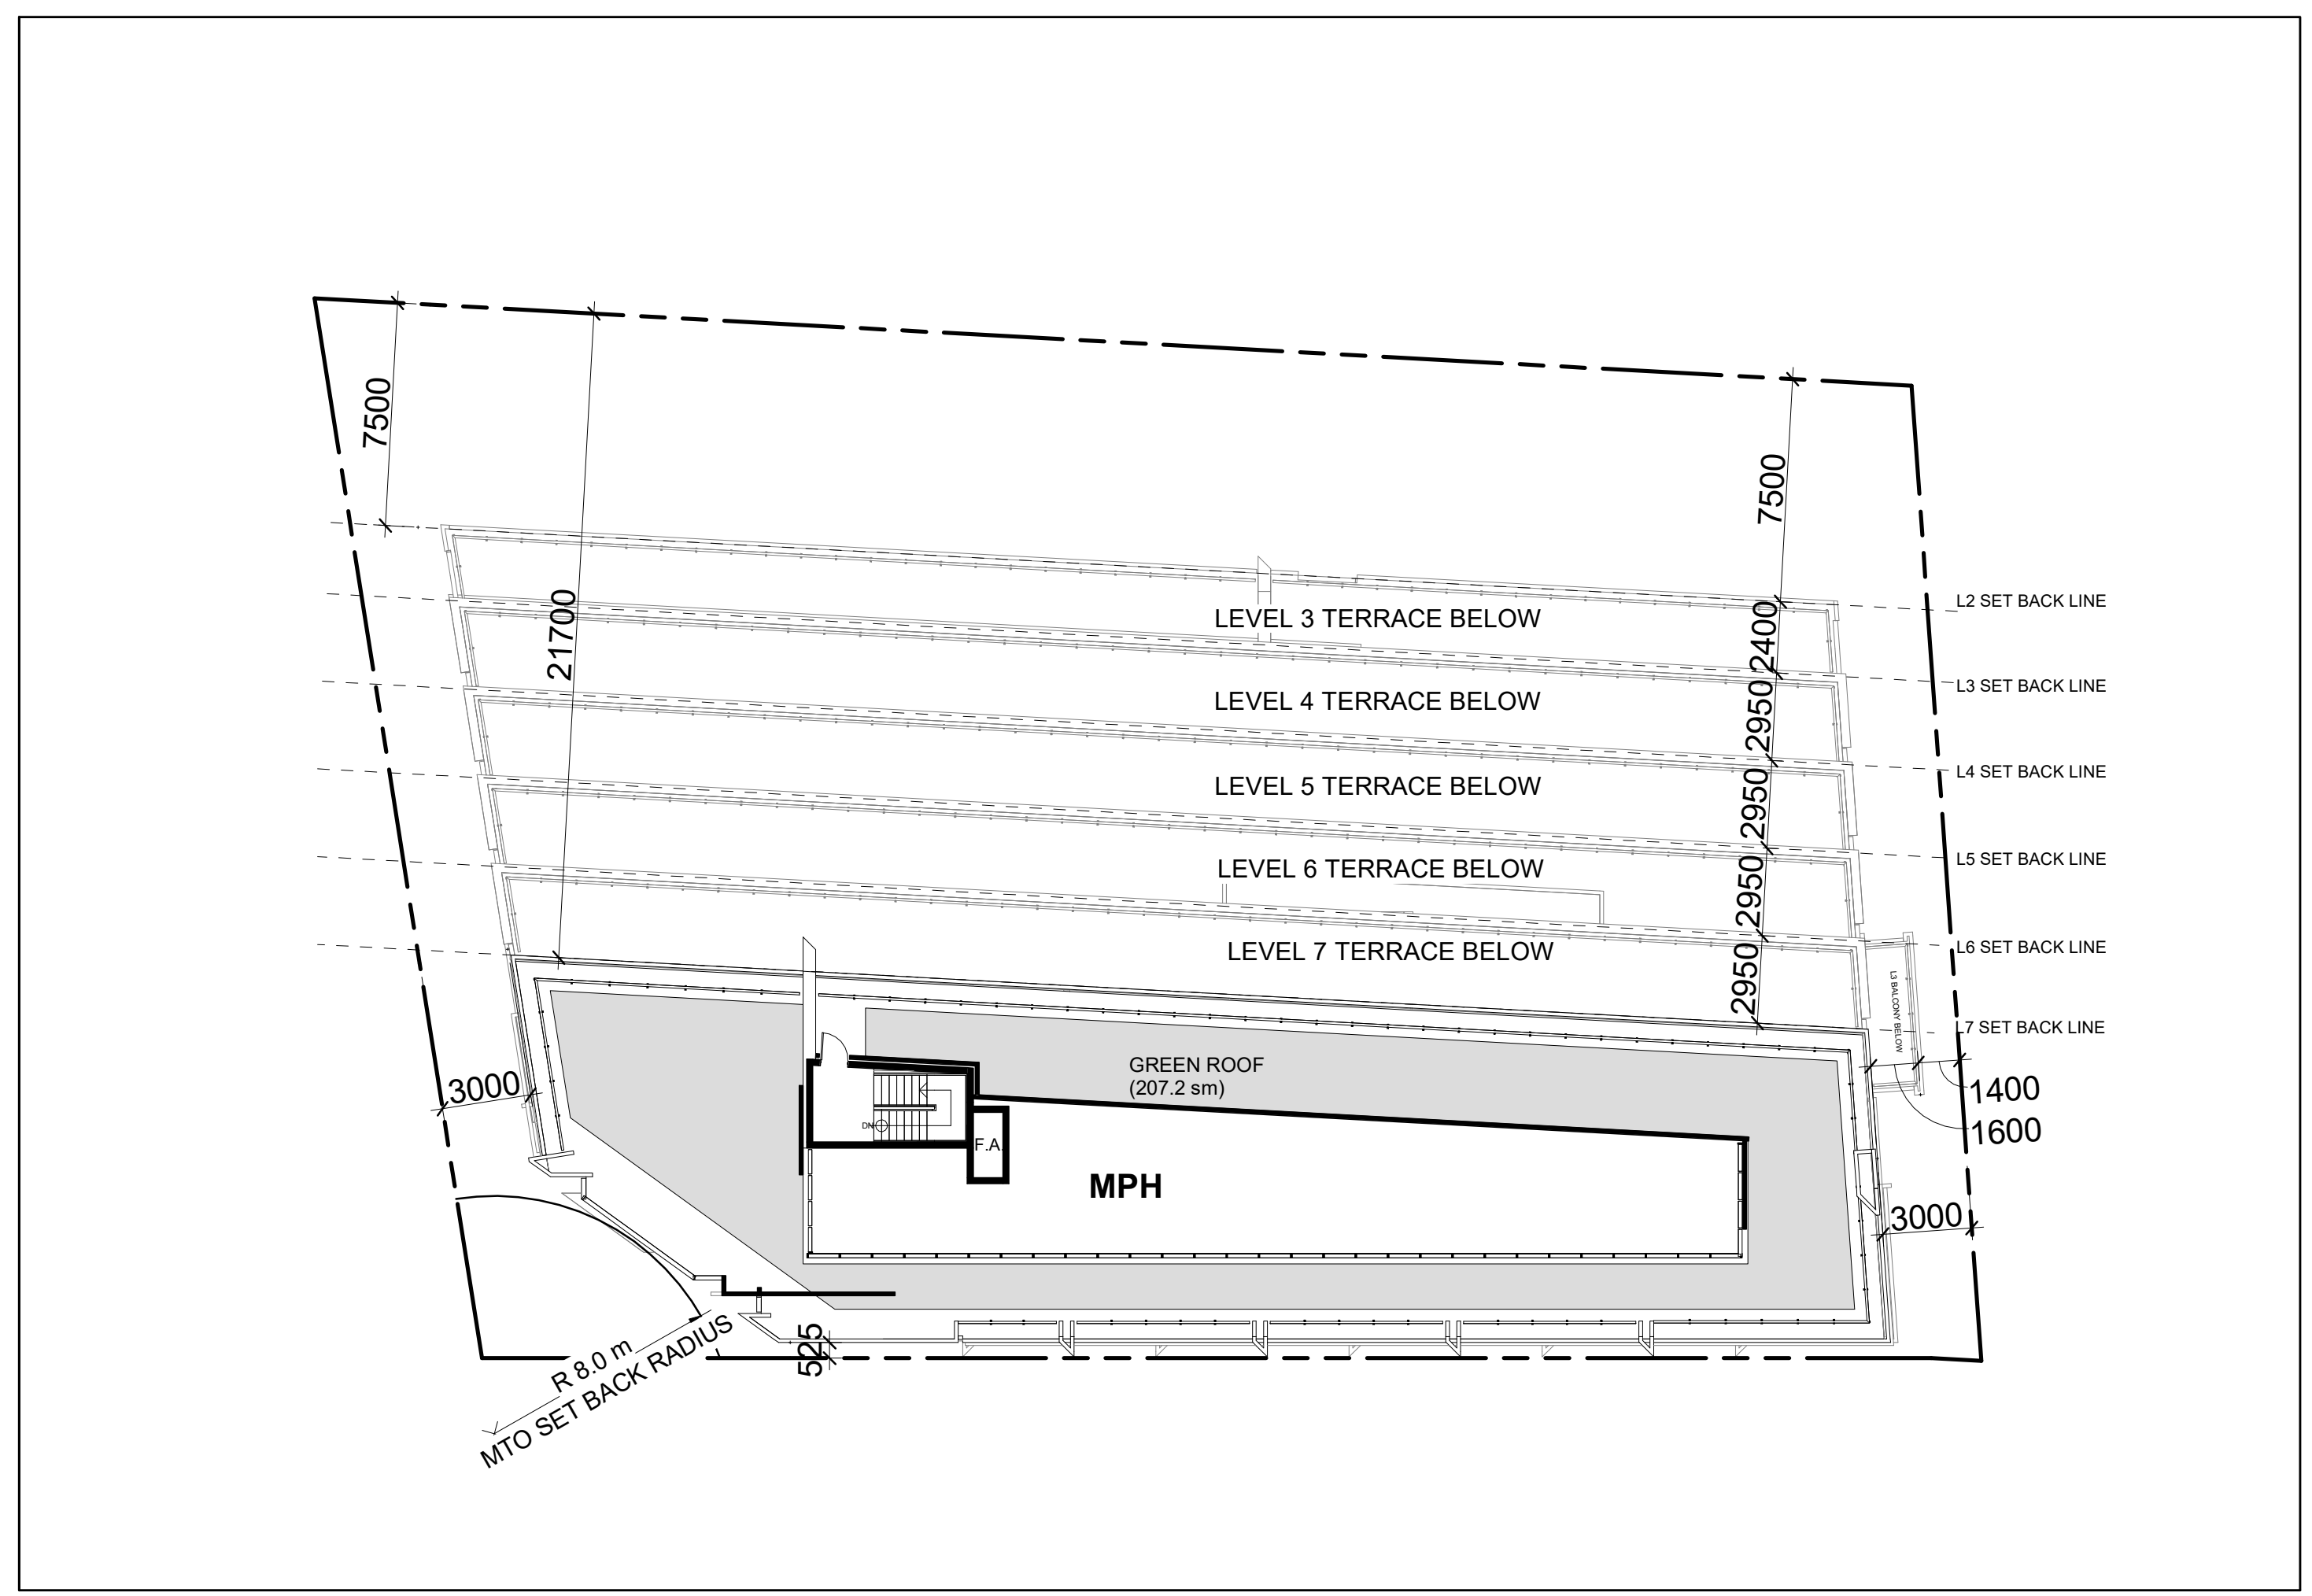 7500
7500
21700
L2 SET BACK LINE
LEVEL 3 TERRACE BELOW
2400
L3 SET BACK LINE
LEVEL 4 TERRACE BELOW
2950
L4 SET BACK LINE
LEVEL 5 TERRACE BELOW
2950
L5 SET BACK LINE
LEVEL 6 TERRACE BELOW
2950
L6 SET BACK LINE
LEVEL 7 TERRACE BELOW
2950
L3 BALCONY BELOW
L7 SET BACK LINE
GREEN ROOF
(207.2 sm)
3000
1400
1600
DN
F.A.
MPH
3000
525
R 8.0 m
MTO SET BACK RADIUS